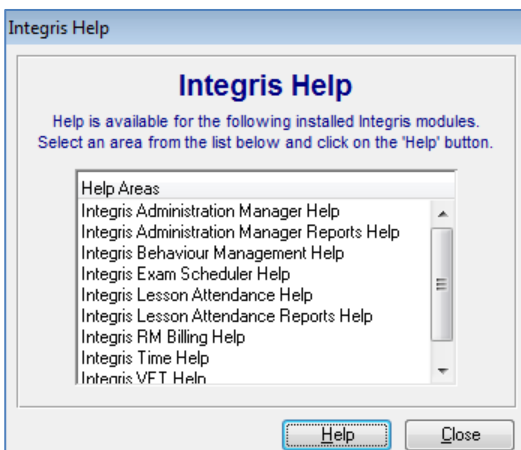 Integris Help
Integris Help
Help is available for the following installed Integris modules.
Select an area from the list below and click on the 'Help' button.
Help Areas
Integris Administration Manager Help
Integris Administration Manager Reports Help
Integris Behaviour Management Help
Integris Exam Scheduler Help
Integris Lesson Attendance Help
Integris Lesson Attendance Reports Help
Integris RM Billing Help
Integris Time Help
Integris VET Help
Help
Close